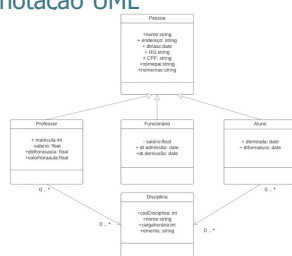 notação UML
Pessoa
+nome:string
+ endereço: string
+ dtnasc:date
+ RG:string
+ CPF: string
+nomepai:string
+nomemae:string
Professor
+ matricula:int
-salario: float
+qtdhorasaula: float
+valorhoraaula:float
Funcionário
- salário:float
+ dt admissão: date
+dt demissão: date
Aluno
+ dtentrada: date
+ dtformatura: date
0 .. *
0 .. *
Disciplina
+codDisciplina: int
+nome:string
+cargahorária:int
+ementa: string
0 .. *
0 .. *